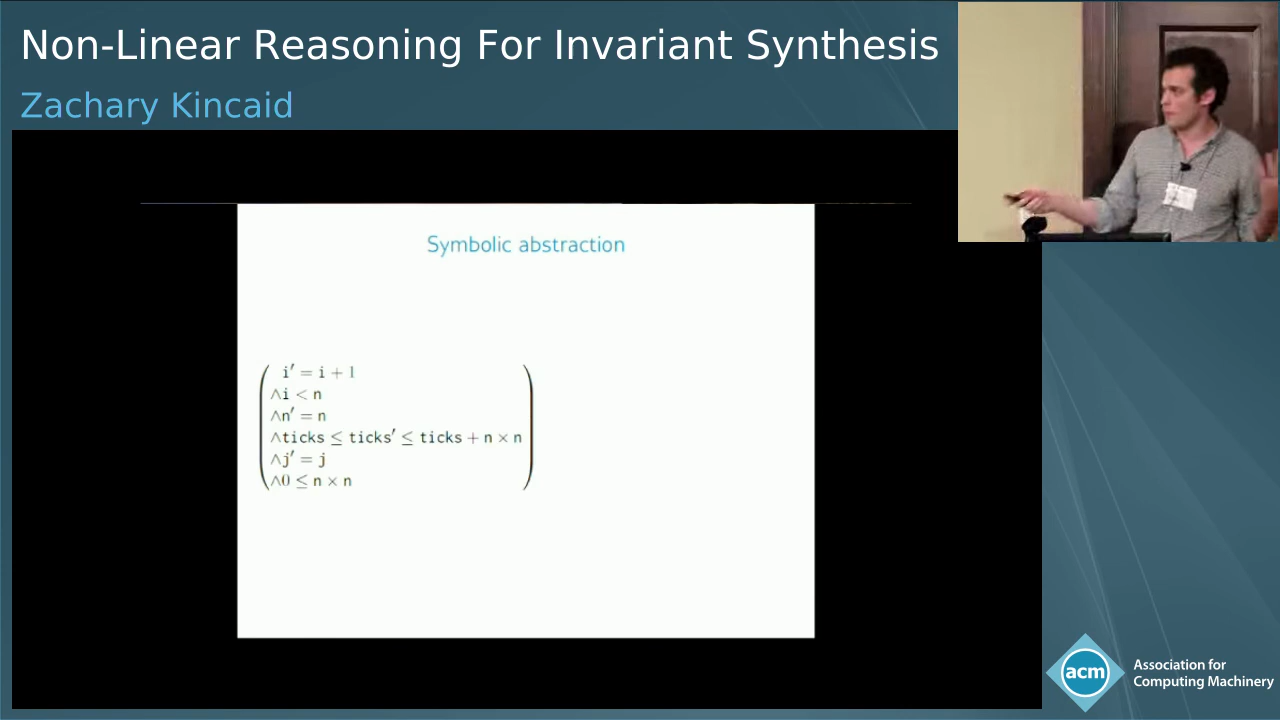 Non-Linear Reasoning For Invariant Synthesis
Zachary Kincaid
Symbolic abstraction
i′ = i + 1
∧i < n
∧n′ = n
∧ticks ≤ ticks′ ≤ ticks + n × n
∧j′ = j
∧0 ≤ n × n
acm
Association for
Computing Machinery